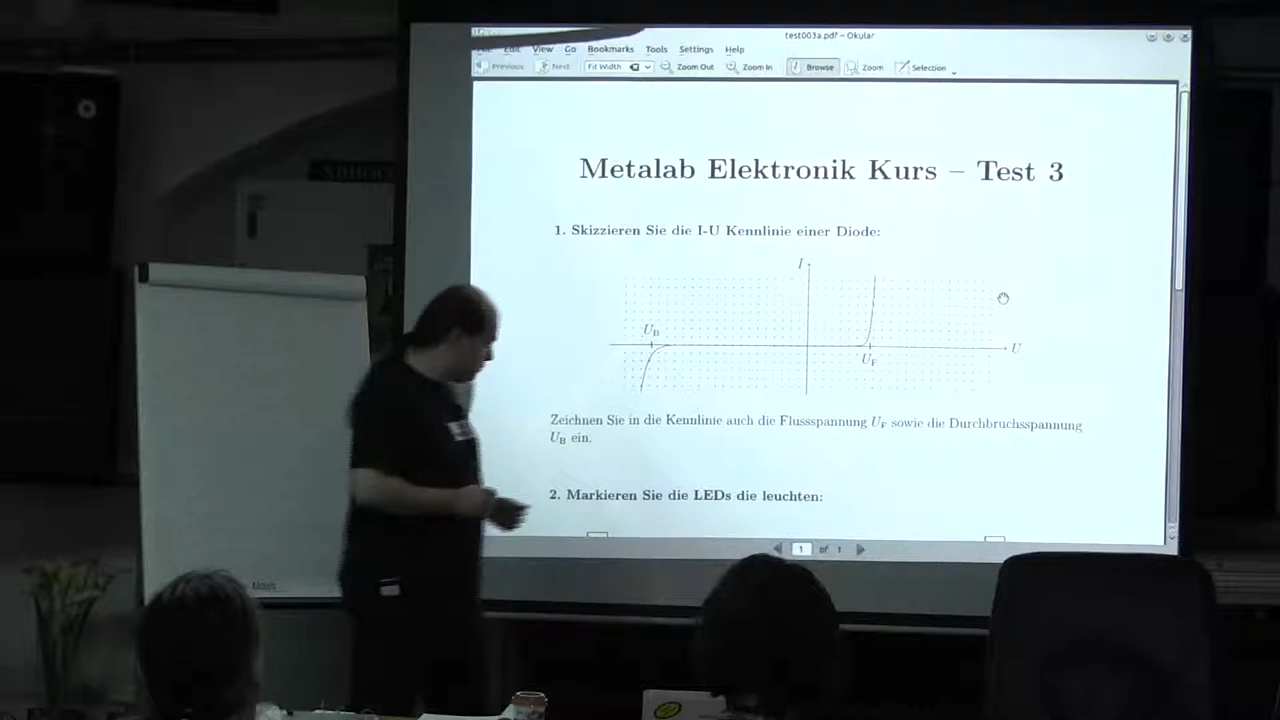 test003a.pdf – Okular
File Edit View Go Bookmarks Tools Settings Help
Previous Next Fit Width Zoom Out Zoom In Browse Zoom Selection
Metalab Elektronik Kurs – Test 3
1. Skizzieren Sie die I-U Kennlinie einer Diode:
I
U_B
U
U_F
Zeichnen Sie in die Kennlinie auch die Flussspannung U_F sowie die Durchbruchsspannung
U_B ein.
2. Markieren Sie die LEDs die leuchten:
1 of 1